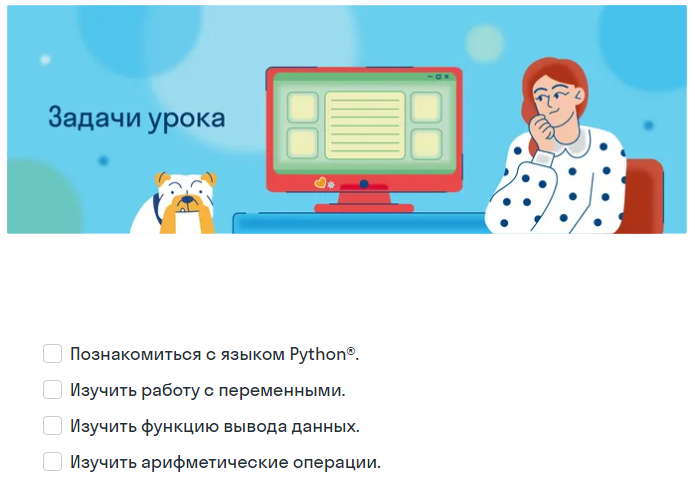 Задачи урока
Познакомиться с языком Python®.
Изучить работу с переменными.
Изучить функцию вывода данных.
Изучить арифметические операции.